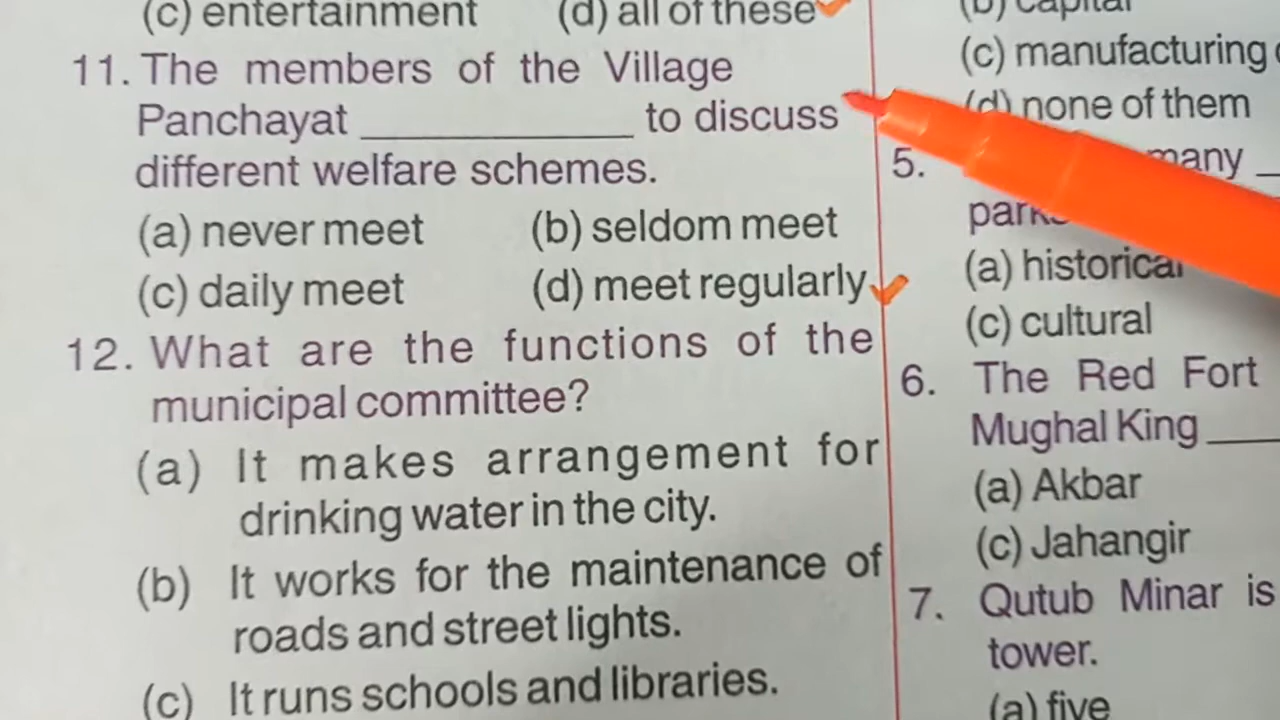 (c) entertainment (d) all of these
11. The members of the Village
Panchayat ____________ to discuss
different welfare schemes.
(a) never meet (b) seldom meet
(c) daily meet (d) meet regularly
12. What are the functions of the
municipal committee?
(a) It makes arrangement for
drinking water in the city.
(b) It works for the maintenance of
roads and street lights.
(c) It runs schools and libraries.
(b) capital
(c) manufacturing
(d) none of them
5. many
parks
(a) historical
(c) cultural
6. The Red Fort
Mughal King ____
(a) Akbar
(c) Jahangir
7. Qutub Minar is
tower.
(a) five